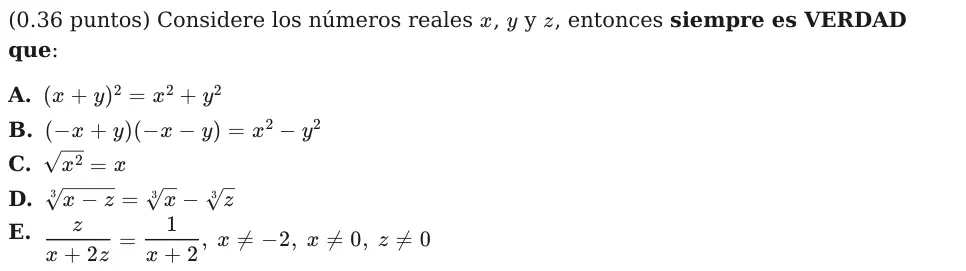 (0.36 puntos) Considere los números reales x, y y z, entonces siempre es VERDAD
que:
A. (x + y)² = x² + y²
B. (−x + y)(−x − y) = x² − y²
C. √(x²) = x
D. ∛(x − z) = ∛x − ∛z
E. z/(x + 2z) = 1/(x + 2), x ≠ −2, x ≠ 0, z ≠ 0